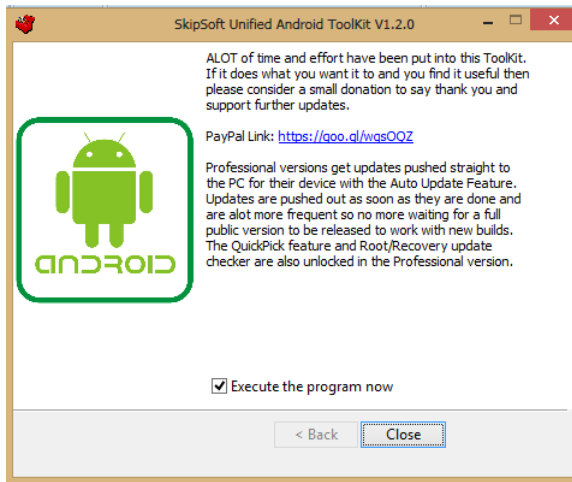 SkipSoft Unified Android ToolKit V1.2.0
ALOT of time and effort have been put into this ToolKit.
If it does what you want it to and you find it useful then
please consider a small donation to say thank you and
support further updates.
PayPal Link: https://goo.gl/wgsOQZ
Professional versions get updates pushed straight to
the PC for their device with the Auto Update Feature.
Updates are pushed out as soon as they are done and
are alot more frequent so no more waiting for a full
public version to be released to work with new builds.
The QuickPick feature and Root/Recovery update
checker are also unlocked in the Professional version.
ANDROID
Execute the program now
< Back
Close